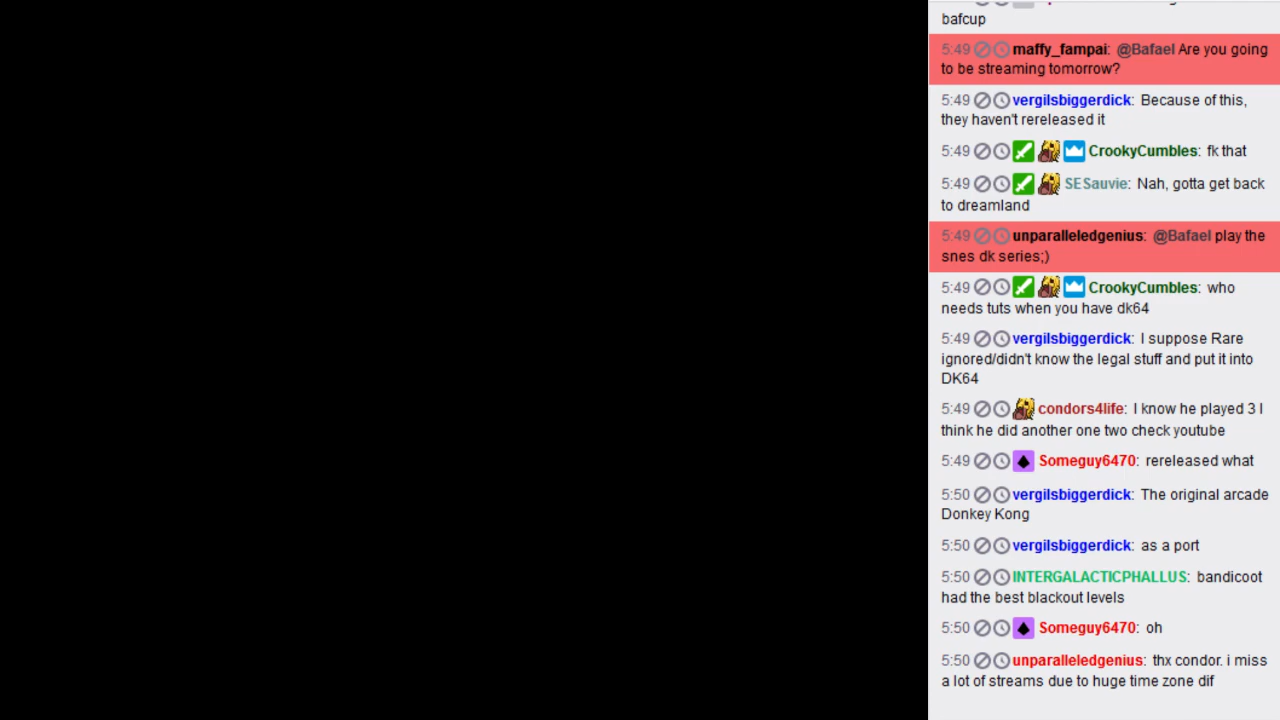 bafcup
5:49 maffy_fampai: @Bafael Are you going
to be streaming tomorrow?
5:49 vergilsbiggerdick: Because of this,
they haven't rereleased it
5:49 CrookyCumbles: fk that
5:49 SESauvie: Nah, gotta get back
to dreamland
5:49 unparalleledgenius: @Bafael play the
snes dk series;)
5:49 CrookyCumbles: who
needs tuts when you have dk64
5:49 vergilsbiggerdick: I suppose Rare
ignored/didn't know the legal stuff and put it into
DK64
5:49 condors4life: I know he played 3 I
think he did another one two check youtube
5:49 Someguy6470: rereleased what
5:50 vergilsbiggerdick: The original arcade
Donkey Kong
5:50 vergilsbiggerdick: as a port
5:50 INTERGALACTICPHALLUS: bandicoot
had the best blackout levels
5:50 Someguy6470: oh
5:50 unparalleledgenius: thx condor. i miss
a lot of streams due to huge time zone dif